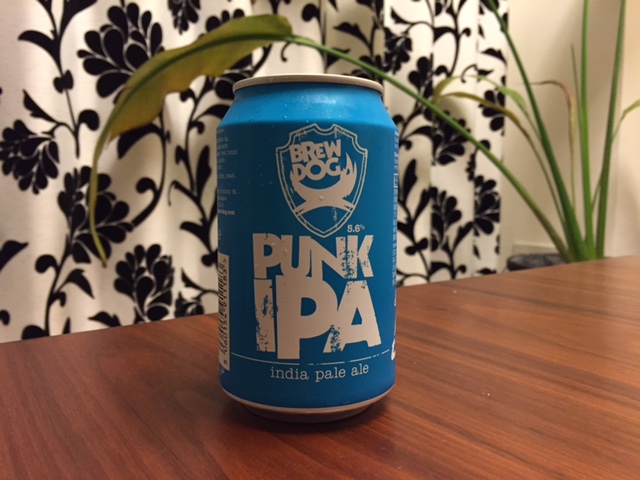 BREW
DOG
5.6%
PUNK
IPA
india pale ale